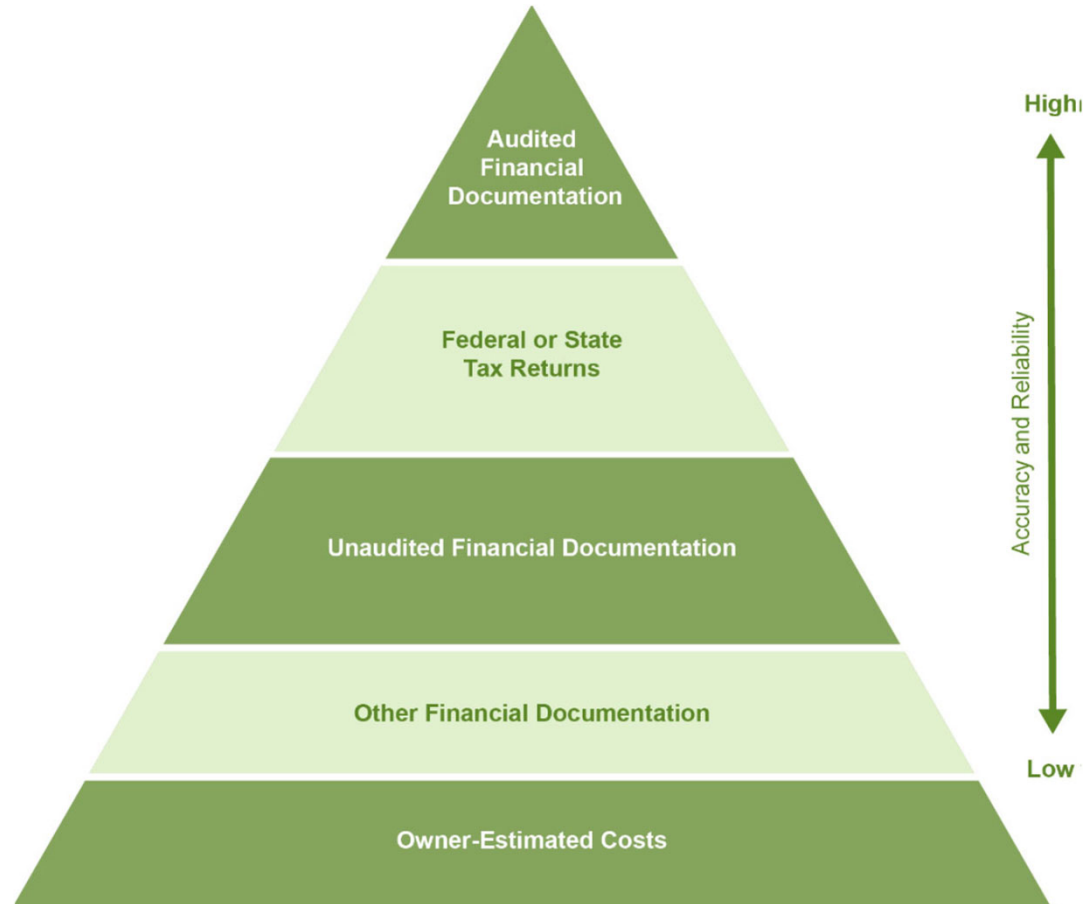 Audited
Financial
Documentation
High
Federal or State
Tax Returns
Accuracy and Reliability
Unaudited Financial Documentation
Other Financial Documentation
Low
Owner-Estimated Costs